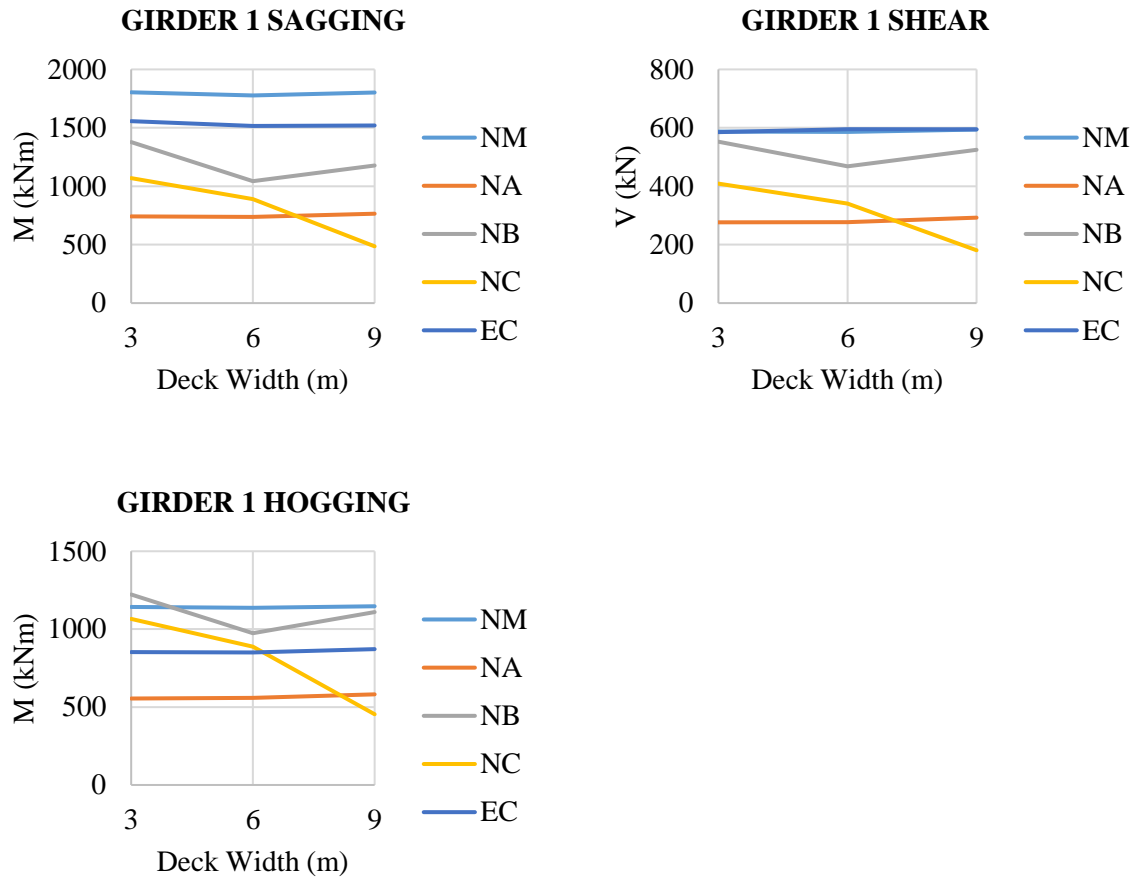 GIRDER 1 SAGGING
2000
1500
1000
500
0
M (kNm)
3 6 9
Deck Width (m)
NM
NA
NB
NC
EC
GIRDER 1 SHEAR
800
600
400
200
0
V (kN)
3 6 9
Deck Width (m)
NM
NA
NB
NC
EC
GIRDER 1 HOGGING
1500
1000
500
0
M (kNm)
3 6 9
Deck Width (m)
NM
NA
NB
NC
EC